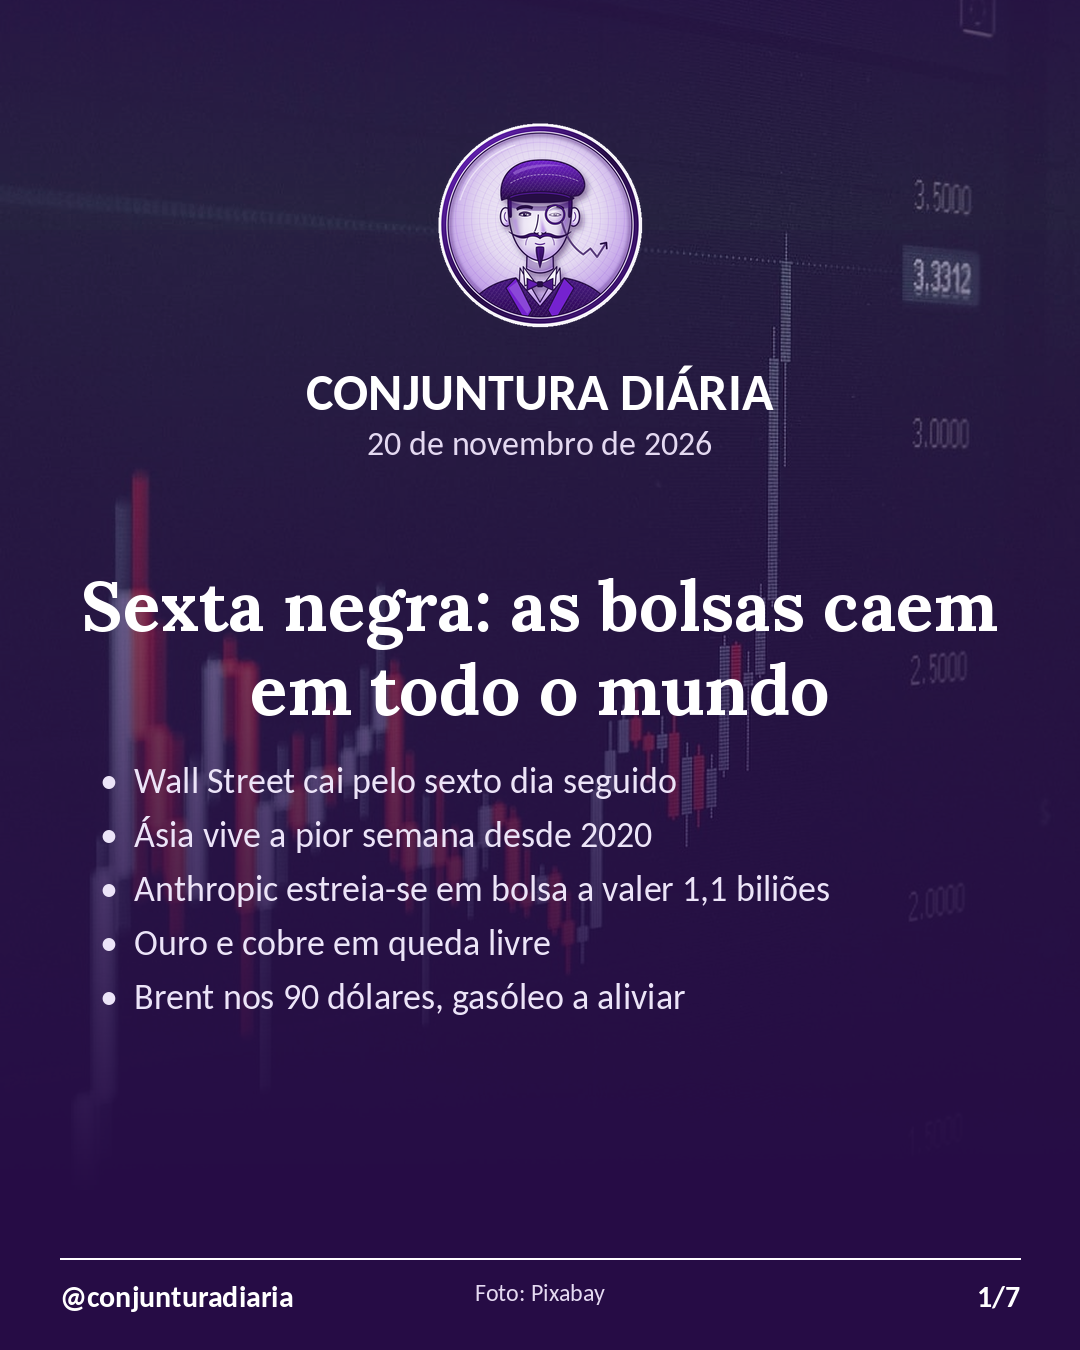 3.5000
3.3312
CONJUNTURA DIÁRIA
20 de novembro de 2026
3.0000
Sexta negra: as bolsas caem
em todo o mundo
2.5000
• Wall Street cai pelo sexto dia seguido
• Ásia vive a pior semana desde 2020
• Anthropic estreia-se em bolsa a valer 1,1 biliões
2.0000
• Ouro e cobre em queda livre
• Brent nos 90 dólares, gasóleo a aliviar
1.5000
@conjunturadiaria
Foto: Pixabay
1/7